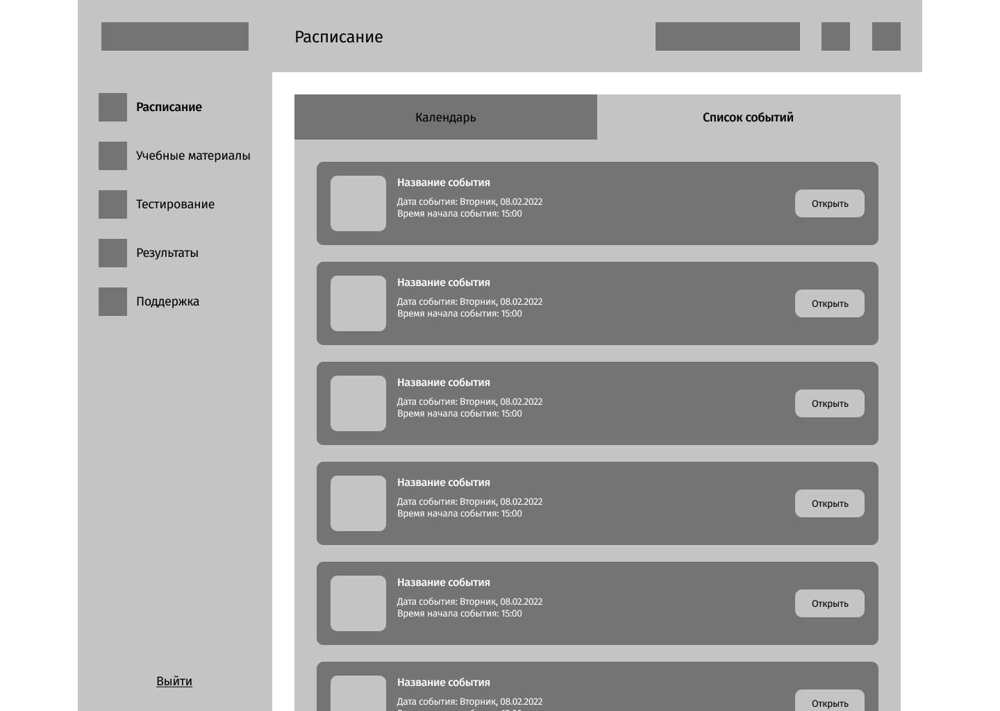 Расписание
Расписание
Учебные материалы
Тестирование
Результаты
Поддержка
Выйти
Календарь
Список событий
Название события
Дата события: Вторник, 08.02.2022
Время начала события: 15:00
Открыть
Название события
Дата события: Вторник, 08.02.2022
Время начала события: 15:00
Открыть
Название события
Дата события: Вторник, 08.02.2022
Время начала события: 15:00
Открыть
Название события
Дата события: Вторник, 08.02.2022
Время начала события: 15:00
Открыть
Название события
Дата события: Вторник, 08.02.2022
Время начала события: 15:00
Открыть
Название события
Дата события: Вторник, 08.02.2022
Открыть